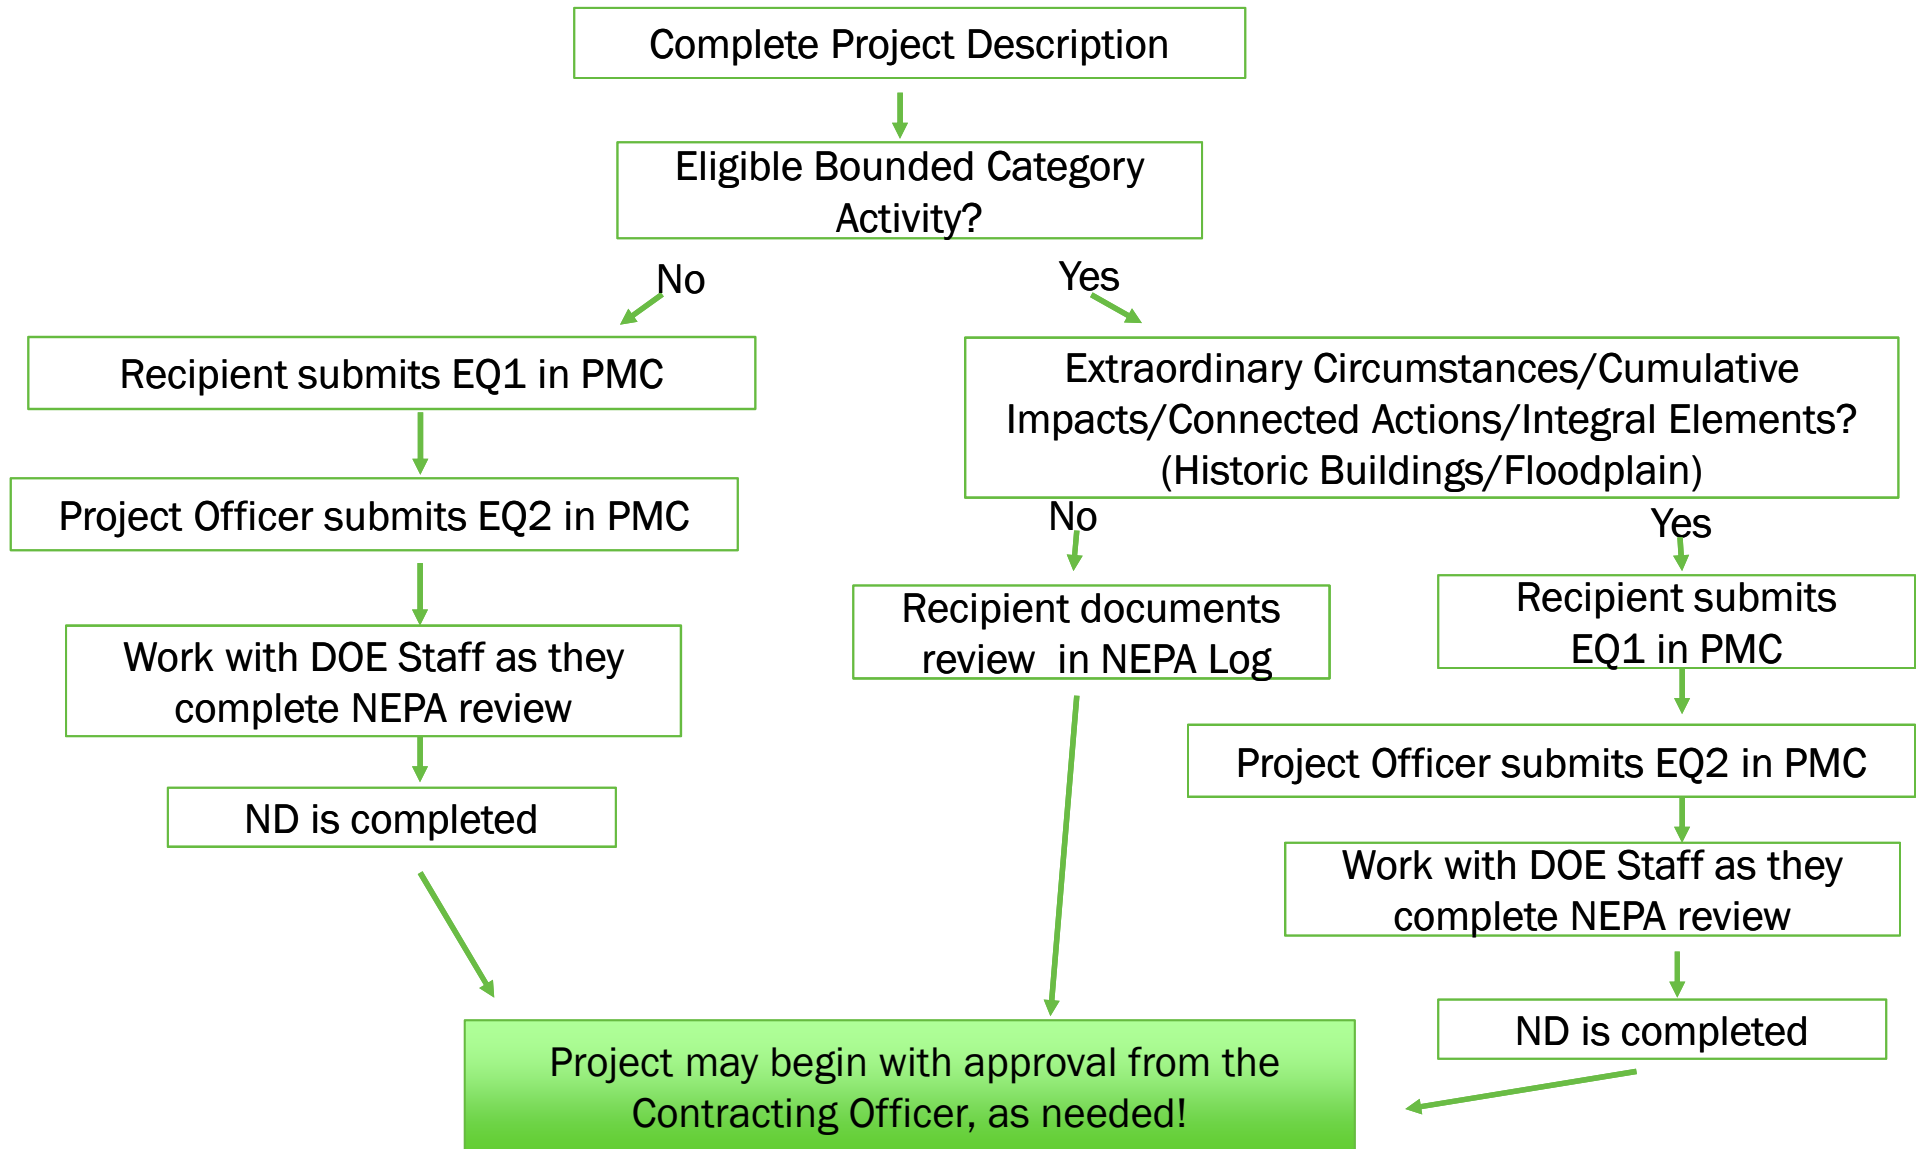 Complete Project Description
Eligible Bounded Category
Activity?
No
Yes
Recipient submits EQ1 in PMC
Project Officer submits EQ2 in PMC
Work with DOE Staff as they
complete NEPA review
ND is completed
Extraordinary Circumstances/Cumulative
Impacts/Connected Actions/Integral Elements?
(Historic Buildings/Floodplain)
No
Yes
Recipient documents
review in NEPA Log
Recipient submits
EQ1 in PMC
Project Officer submits EQ2 in PMC
Work with DOE Staff as they
complete NEPA review
ND is completed
Project may begin with approval from the
Contracting Officer, as needed!